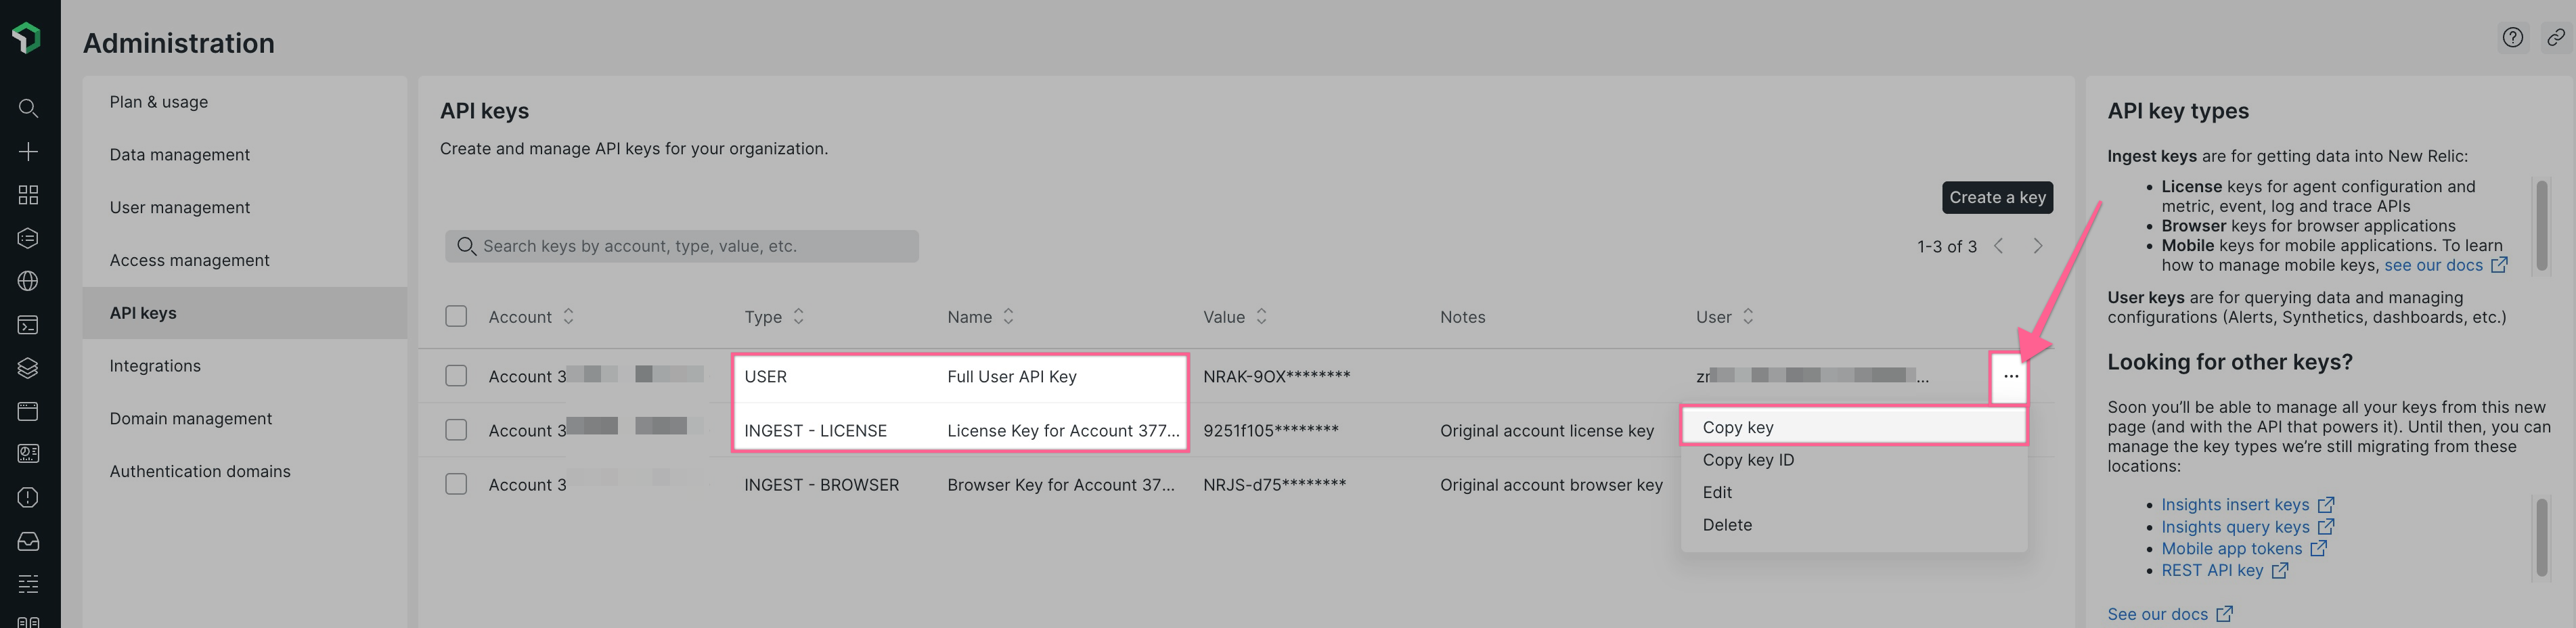 Administration
Plan & usage
Data management
User management
Access management
API keys
Integrations
Domain management
Authentication domains
API keys
Create and manage API keys for your organization.
Create a key
Search keys by account, type, value, etc.
1-3 of 3
Account Type Name Value Notes User
Account 3 USER Full User API Key NRAK-9OX******** zr ... ...
Account 3 INGEST - LICENSE License Key for Account 377... 9251f105******** Original account license key
Account 3 INGEST - BROWSER Browser Key for Account 37... NRJS-d75******** Original account browser key
Copy key
Copy key ID
Edit
Delete
API key types
Ingest keys are for getting data into New Relic:
• License keys for agent configuration and
metric, event, log and trace APIs
• Browser keys for browser applications
• Mobile keys for mobile applications. To learn
how to manage mobile keys, see our docs
User keys are for querying data and managing
configurations (Alerts, Synthetics, dashboards, etc.)
Looking for other keys?
Soon you'll be able to manage all your keys from this new
page (and with the API that powers it). Until then, you can
manage the key types we're still migrating from these
locations:
• Insights insert keys
• Insights query keys
• Mobile app tokens
• REST API key
See our docs